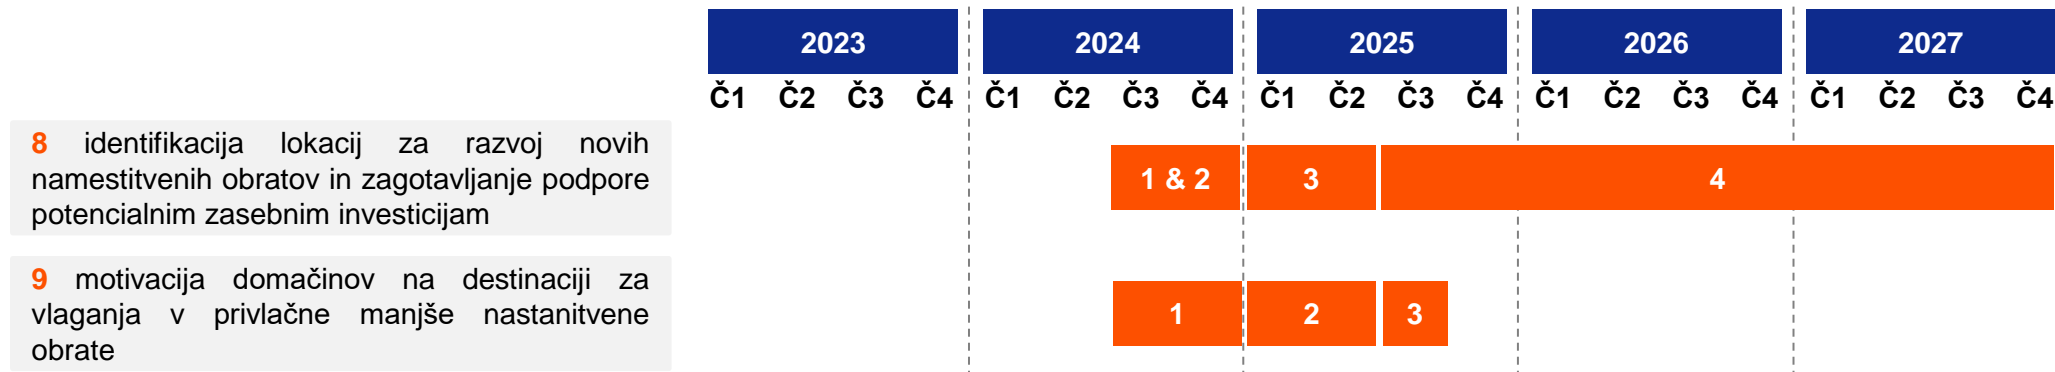 2023 2024 2025 2026 2027
Č1 Č2 Č3 Č4 Č1 Č2 Č3 Č4 Č1 Č2 Č3 Č4 Č1 Č2 Č3 Č4 Č1 Č2 Č3 Č4
8 identifikacija lokacij za razvoj novih
namestitvenih obratov in zagotavljanje podpore
potencialnim zasebnim investicijam
1 & 2 3 4
9 motivacija domačinov na destinaciji za
vlaganja v privlačne manjše nastanitvene
obrate
1 2 3